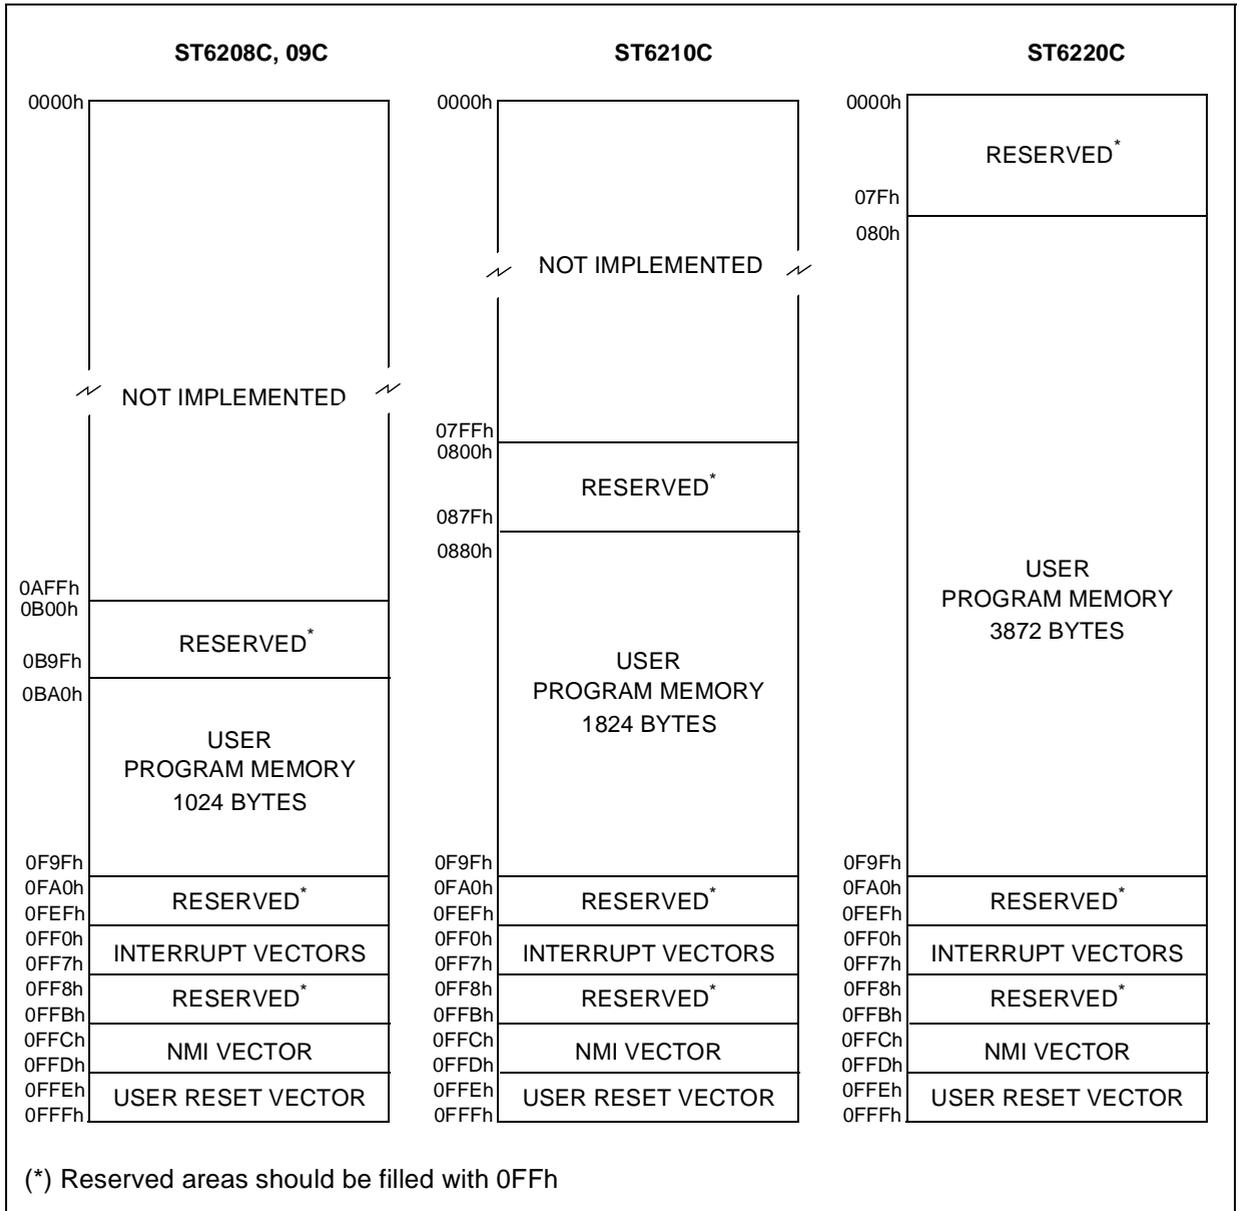 ST6208C, 09C
0000h
NOT IMPLEMENTED
0AFFh
0B00h
RESERVED*
0B9Fh
0BA0h
USER
PROGRAM MEMORY
1024 BYTES
0F9Fh
0FA0h
RESERVED*
0FEFh
0FF0h
INTERRUPT VECTORS
0FF7h
0FF8h
RESERVED*
0FFBh
0FFCh
NMI VECTOR
0FFDh
0FFEh
USER RESET VECTOR
0FFFh
ST6210C
0000h
NOT IMPLEMENTED
07FFh
0800h
RESERVED*
087Fh
0880h
USER
PROGRAM MEMORY
1824 BYTES
0F9Fh
0FA0h
RESERVED*
0FEFh
0FF0h
INTERRUPT VECTORS
0FF7h
0FF8h
RESERVED*
0FFBh
0FFCh
NMI VECTOR
0FFDh
0FFEh
USER RESET VECTOR
0FFFh
ST6220C
0000h
RESERVED*
07Fh
080h
USER
PROGRAM MEMORY
3872 BYTES
0F9Fh
0FA0h
RESERVED*
0FEFh
0FF0h
INTERRUPT VECTORS
0FF7h
0FF8h
RESERVED*
0FFBh
0FFCh
NMI VECTOR
0FFDh
0FFEh
USER RESET VECTOR
0FFFh
(*) Reserved areas should be filled with 0FFh